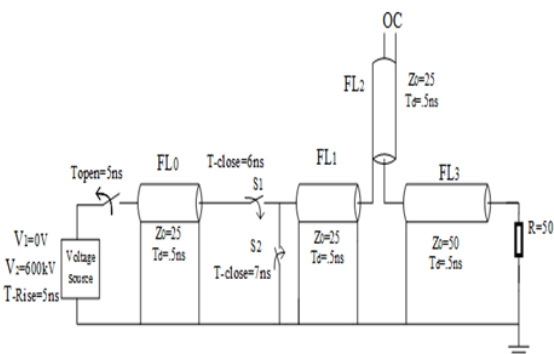 OC
FL2
Z0=25
Td=.5ns
Topen=5ns
FL0
T-close=6ns
S1
FL1
FL3
V1=0V
V2=600kV
T-Rise=5ns
Voltage
Source
Z0=25
Td=.5ns
S2
T-close=7ns
Z0=25
Td=.5ns
Z0=50
Td=.5ns
R=50